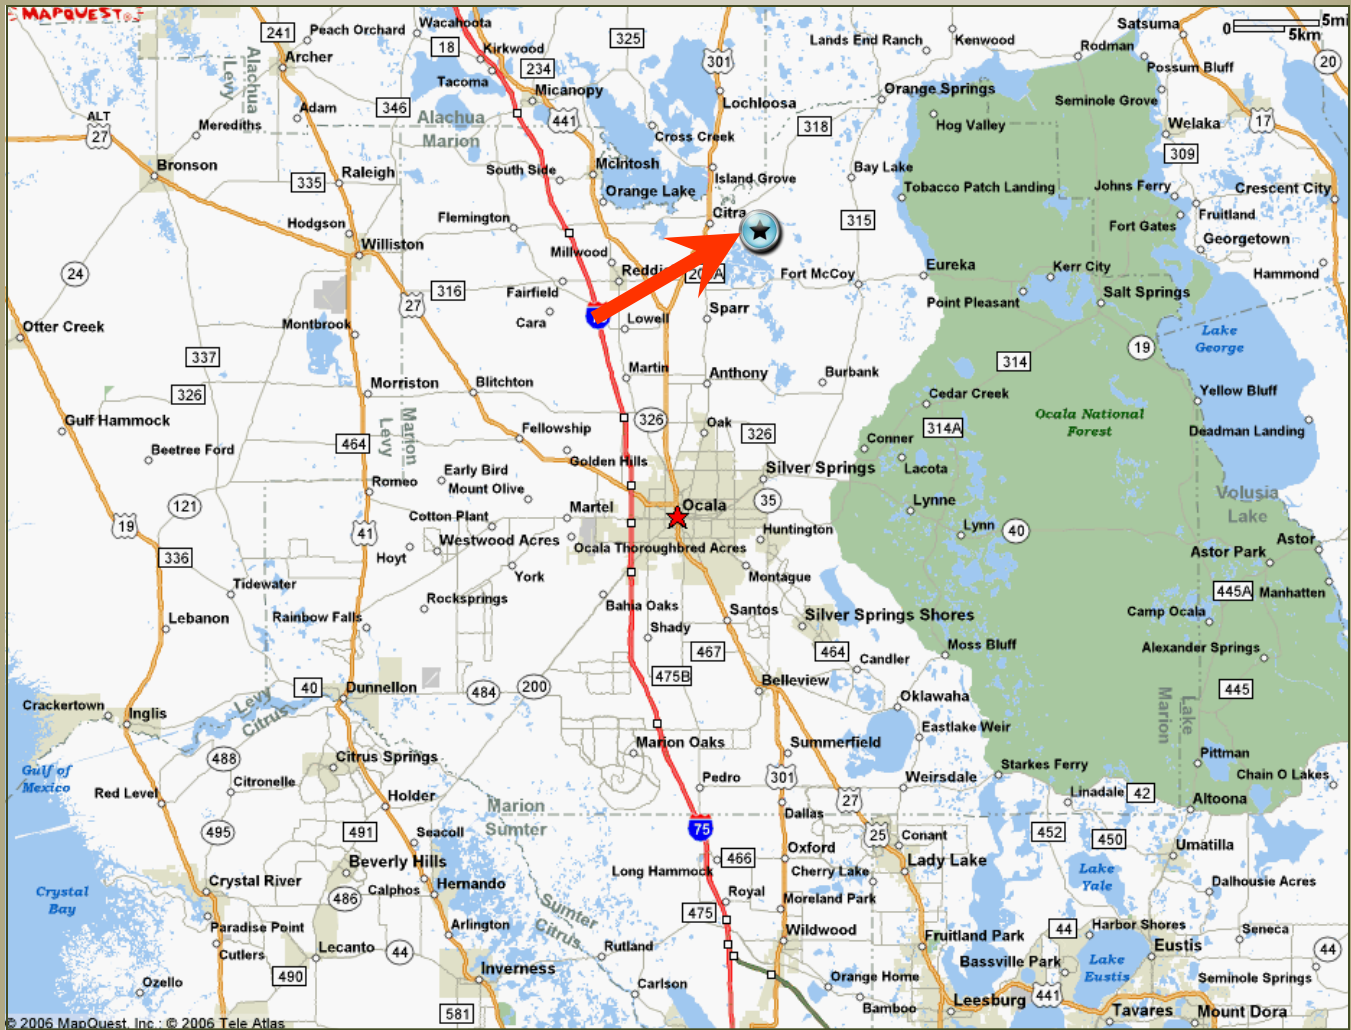 MAPQUEST
241
Peach Orchard
Wacahoota
325
Lands End Ranch
Kenwood
Satsuma
0
5mi
5km
Archer
Alachua
Levy
18
Kirkwood
234
301
Rodman
Possum Bluff
20
Tacoma
Micanopy
Lochloosa
Orange Springs
Seminole Grove
Adam
346
ALT
27
Merediths
Alachua
Marion
441
Cross Creek
318
Hog Valley
Welaka
17
309
Bronson
335
Raleigh
South Side
McIntosh
Island Grove
Bay Lake
Orange Lake
Tobacco Patch Landing
Johns Ferry
Crescent City
Hodgson
Flemington
Citra
315
Fruitland
Fort Gates
Williston
Millwood
Georgetown
24
Reddi
Fort McCoy
Eureka
Kerr City
Hammond
316
Fairfield
Point Pleasant
Salt Springs
27
Cara
Lowell
Sparr
Otter Creek
Montbrook
Lake
George
19
337
Martin
Anthony
Burbank
314
326
Morriston
Blitchton
Cedar Creek
Yellow Bluff
Gulf Hammock
Marion
Levy
326
Oak
326
314A
Ocala National
Forest
Deadman Landing
Fellowship
464
Beetree Ford
Golden Hills
Conner
Early Bird
Silver Springs
Lacota
Romeo
Mount Olive
35
Lynne
Volusia
Lake
121
Martel
Ocala
Cotton Plant
Lynn
40
19
41
Westwood Acres
Huntington
Astor
336
Hoyt
Ocala Thoroughbred Acres
Astor Park
Tidewater
York
Montague
445A
Manhatten
Rocksprings
Bahia Oaks
Santos
Silver Springs Shores
Camp Ocala
Lebanon
Rainbow Falls
Shady
467
464
Moss Bluff
Alexander Springs
475B
Candler
40
Dunnellon
484
200
Belleview
445
Oklawaha
Crackertown
Inglis
Levy
Citrus
Eastlake Weir
Marion
Lake
488
Citrus Springs
Marion Oaks
Summerfield
Pittman
Gulf of
Mexico
Citronelle
Pedro
301
Weirsdale
Starkes Ferry
Chain O Lakes
Red Level
Holder
Marion
Sumter
27
Linadale
42
Altoona
495
491
Seacoll
75
Dallas
25
Conant
452
450
Umatilla
Beverly Hills
466
Oxford
Lady Lake
Long Hammock
Cherry Lake
Crystal River
Calphos
Hernando
Lake
Yale
Dalhousie Acres
Crystal
Bay
486
Royal
Moreland Park
Sumter
Citrus
475
Paradise Point
Arlington
Wildwood
Fruitland Park
44
Harbor Shores
Seneca
Cutlers
Lecanto
44
Rutland
Eustis
44
Bassville Park
490
Inverness
Orange Home
Lake
Eustis
Seminole Springs
Ozello
Carlson
441
Leesburg
Bamboo
Tavares
Mount Dora
581
© 2006 MapQuest, Inc.; © 2006 Tele Atlas